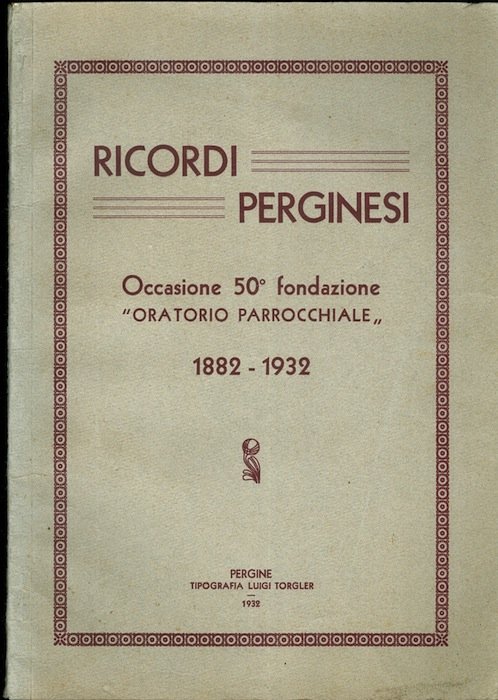 RICORDI
PERGINESI
Occasione 50° fondazione
"ORATORIO PARROCCHIALE„
1882 - 1932
PERGINE
TIPOGRAFIA LUIGI TORGLER
—
1932